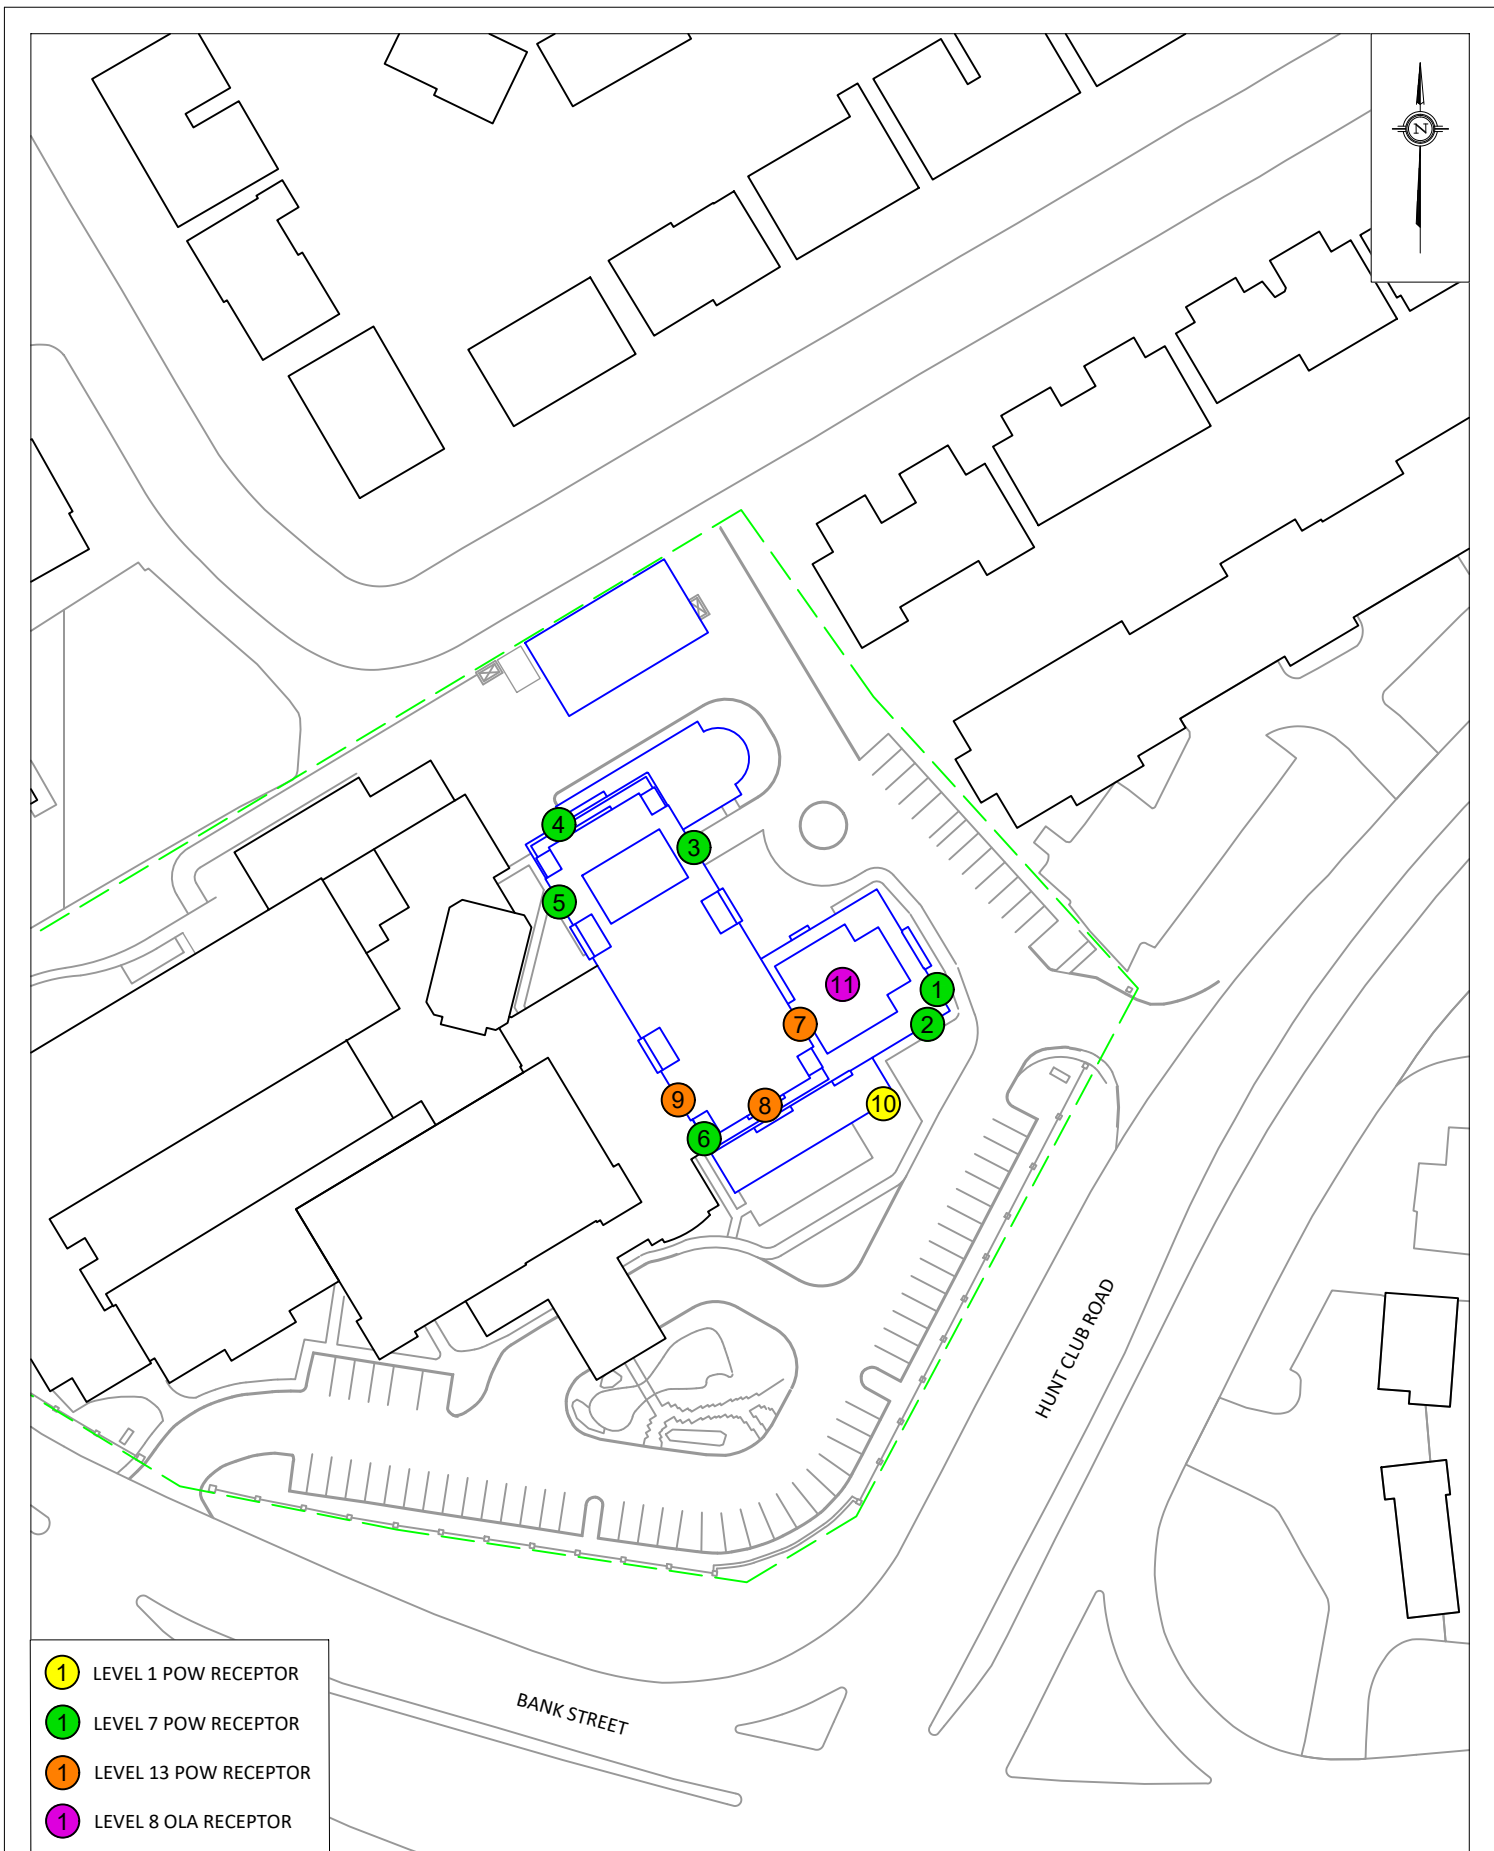 N
4
3
5
11
1
7
2
9
8
10
6
HUNT CLUB ROAD
BANK STREET
1 LEVEL 1 POW RECEPTOR
1 LEVEL 7 POW RECEPTOR
1 LEVEL 13 POW RECEPTOR
1 LEVEL 8 OLA RECEPTOR